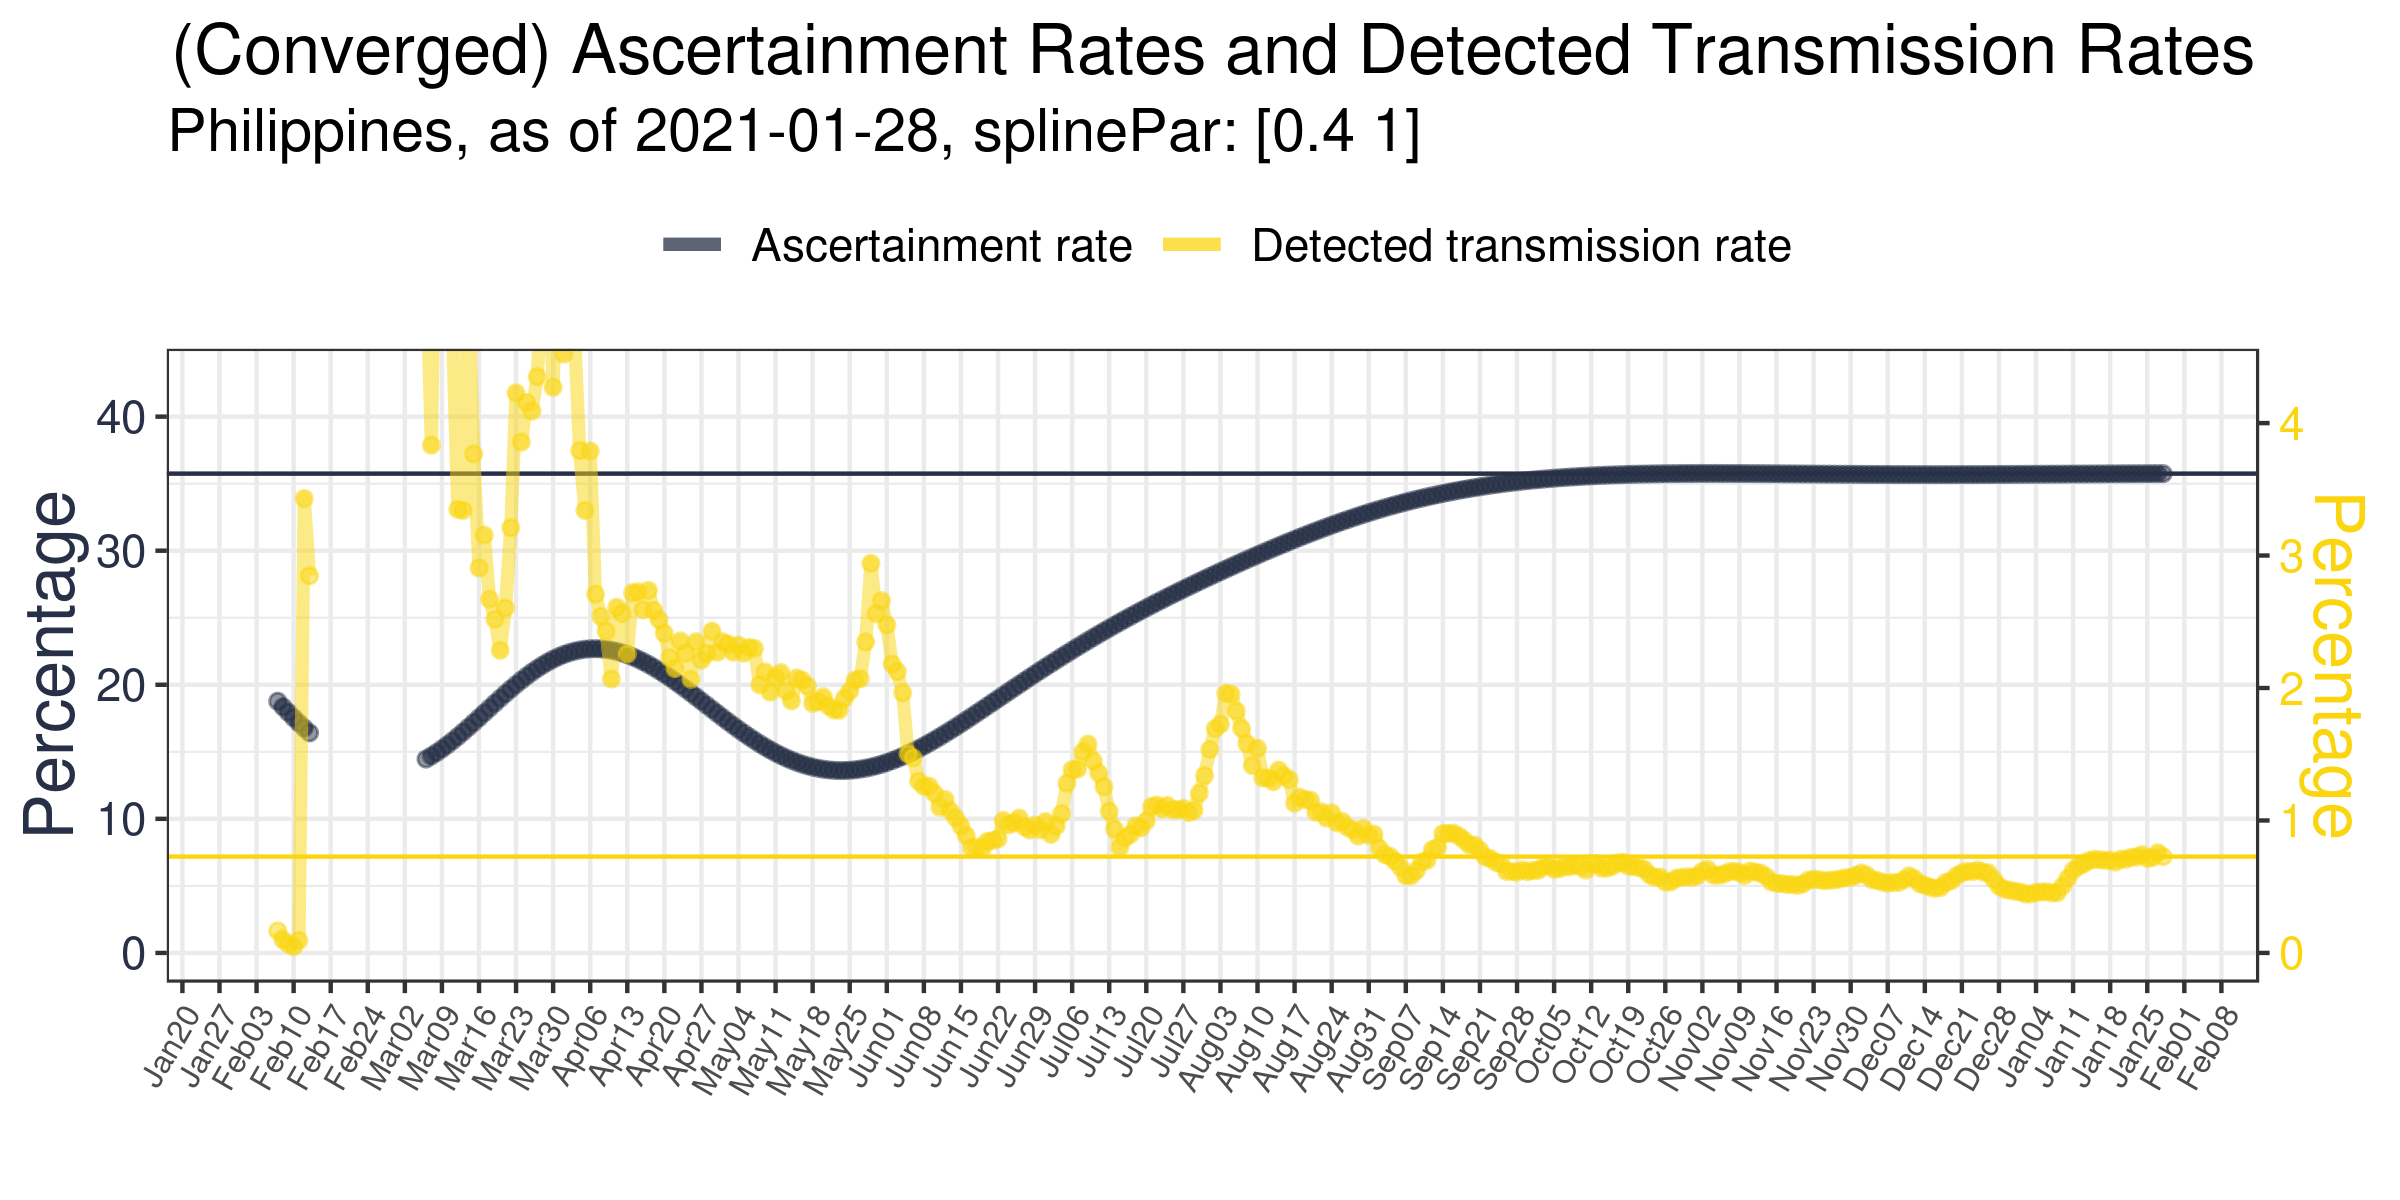 (Converged) Ascertainment Rates and Detected Transmission Rates
Philippines, as of 2021-01-28, splinePar: [0.4 1]
Ascertainment rate
Detected transmission rate
Percentage
40
30
20
10
0
4
3
2
1
0
Percentage
Jan20
Jan27
Feb03
Feb10
Feb17
Feb24
Mar02
Mar09
Mar16
Mar23
Mar30
Apr06
Apr13
Apr20
Apr27
May04
May11
May18
May25
Jun01
Jun08
Jun15
Jun22
Jun29
Jul06
Jul13
Jul20
Jul27
Aug03
Aug10
Aug17
Aug24
Aug31
Sep07
Sep14
Sep21
Sep28
Oct05
Oct12
Oct19
Oct26
Nov02
Nov09
Nov16
Nov23
Nov30
Dec07
Dec14
Dec21
Dec28
Jan04
Jan11
Jan18
Jan25
Feb01
Feb08